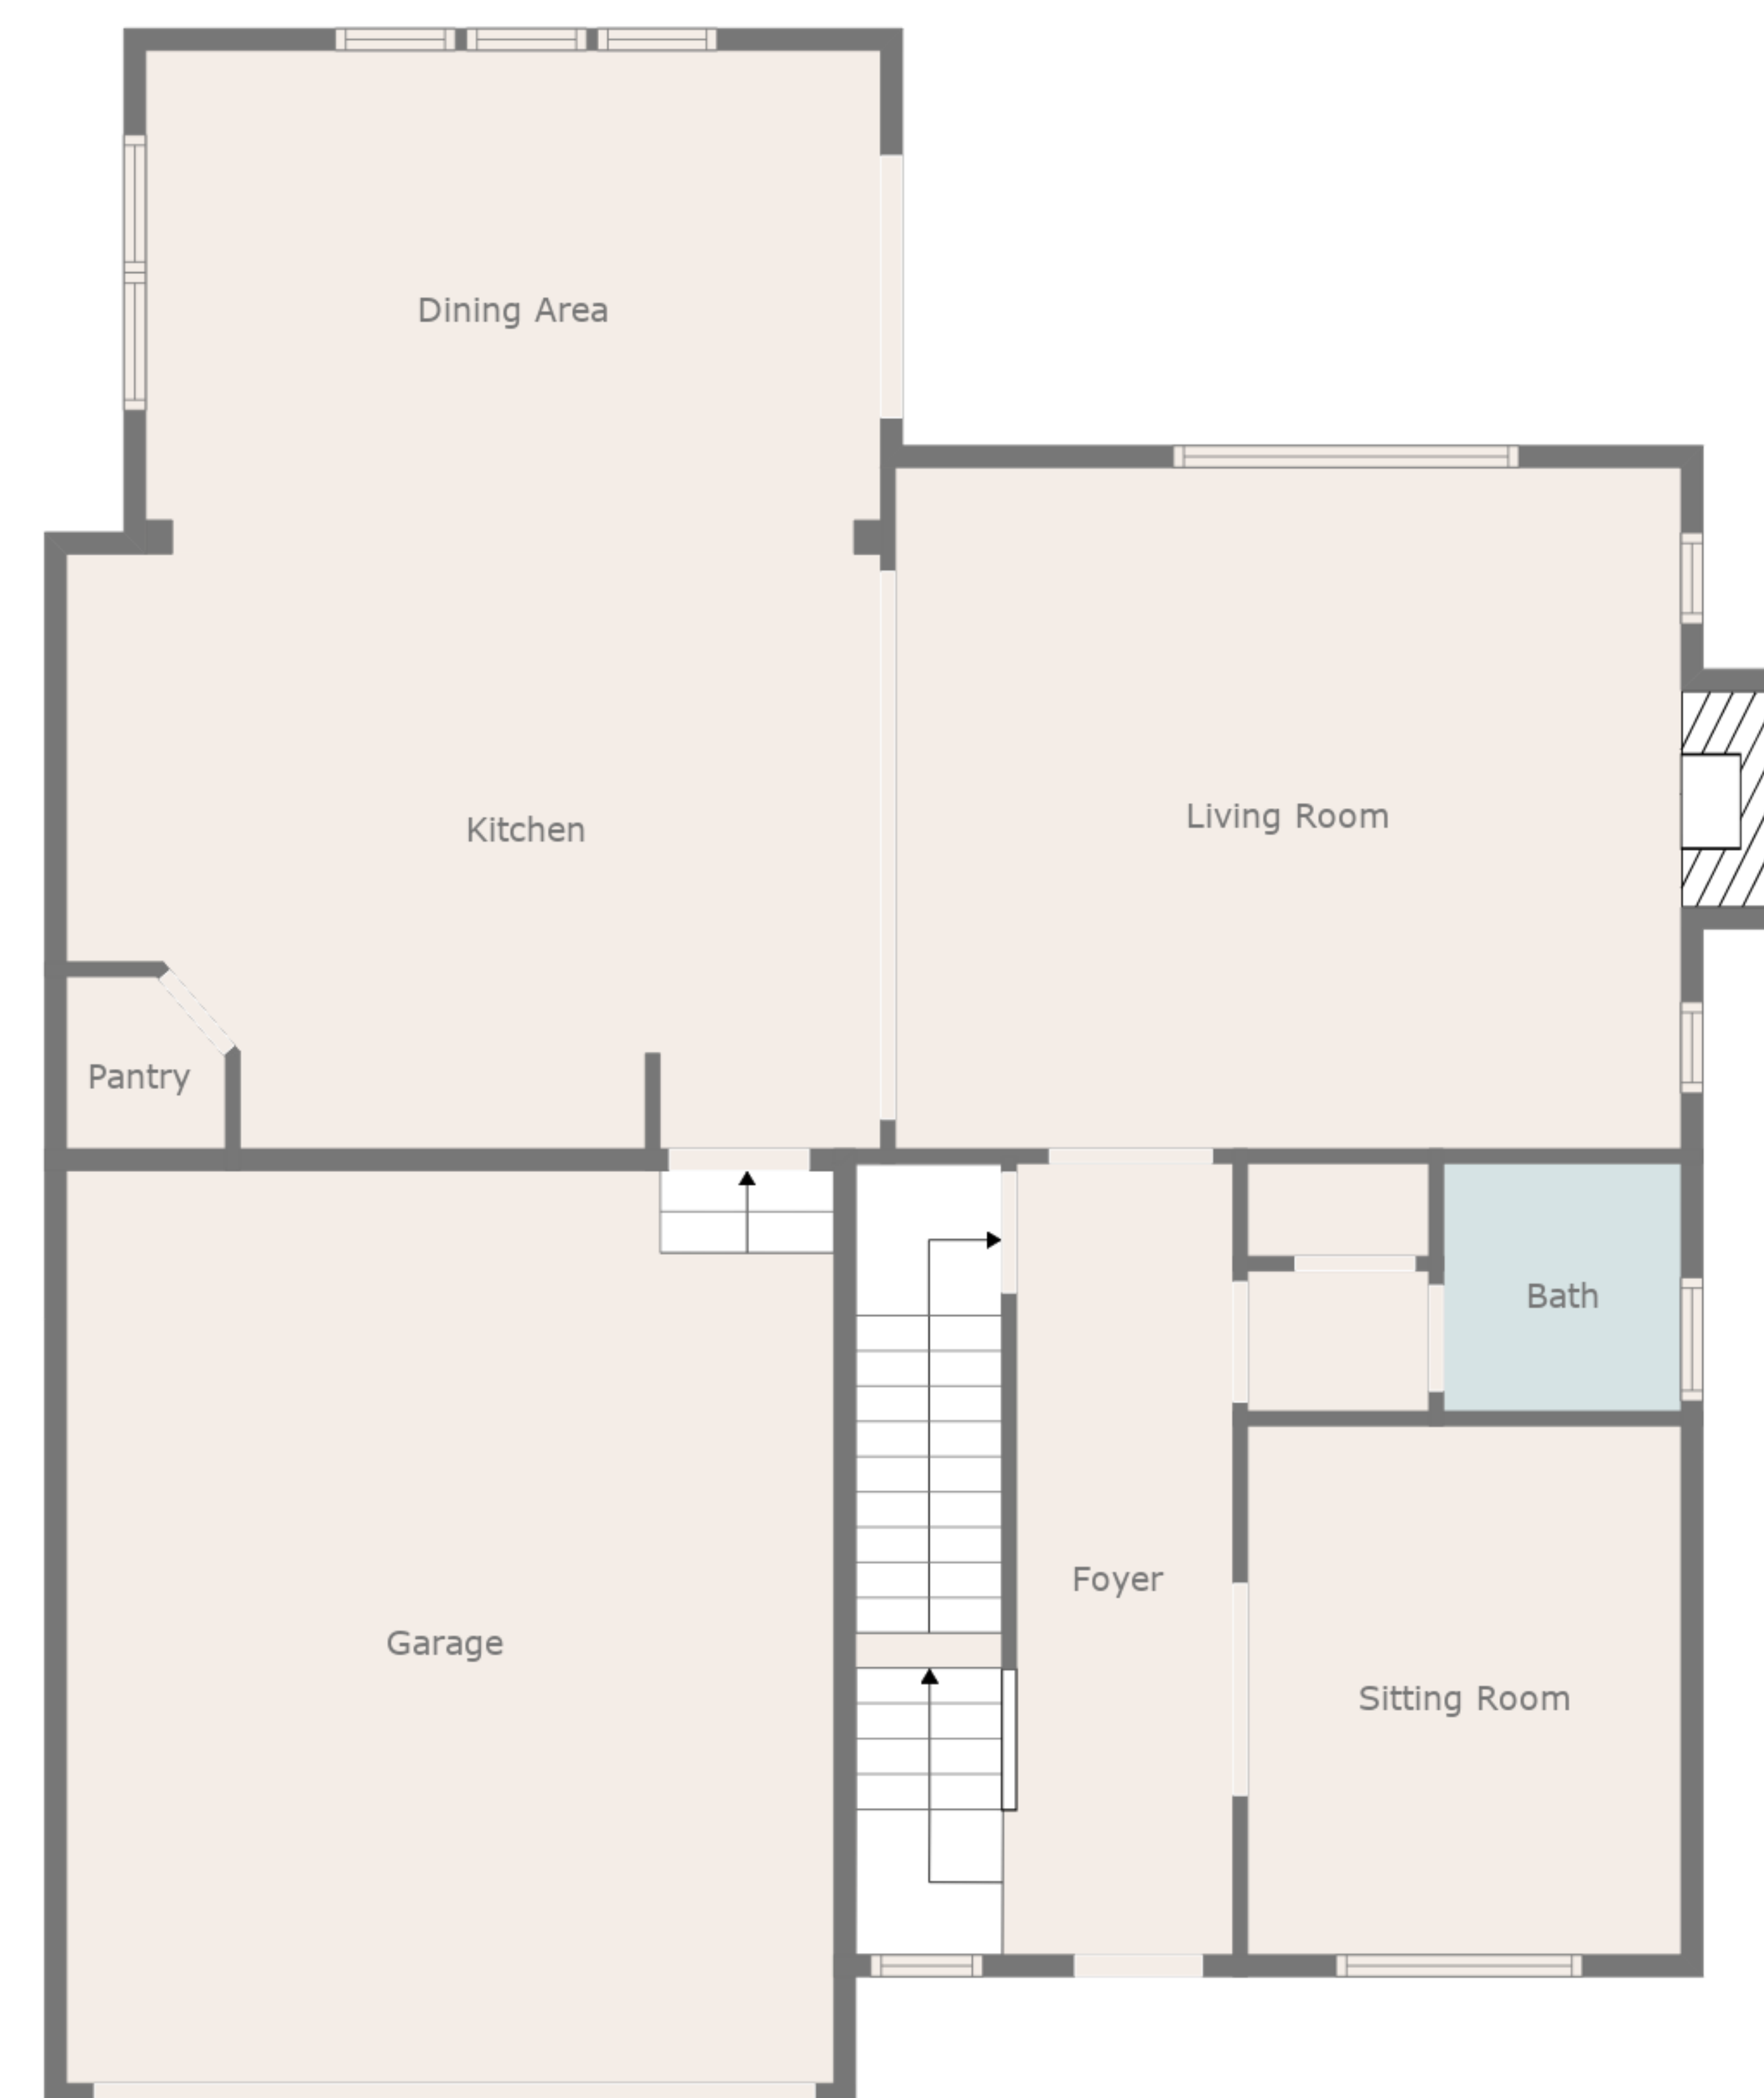 Dining Area
Living Room
Kitchen
Pantry
Bath
Foyer
Garage
Sitting Room